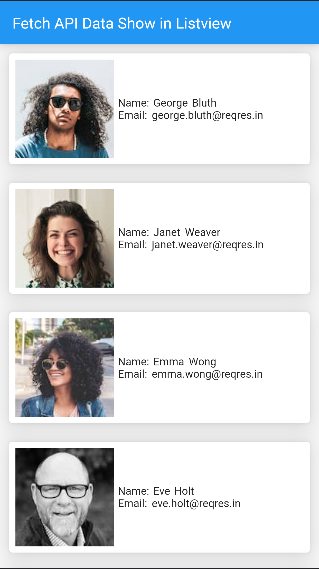 Fetch API Data Show in Listview
Name: George Bluth
Email: george.bluth@reqres.in
Name: Janet Weaver
Email: janet.weaver@reqres.in
Name: Emma Wong
Email: emma.wong@reqres.in
Name: Eve Holt
Email: eve.holt@reqres.in